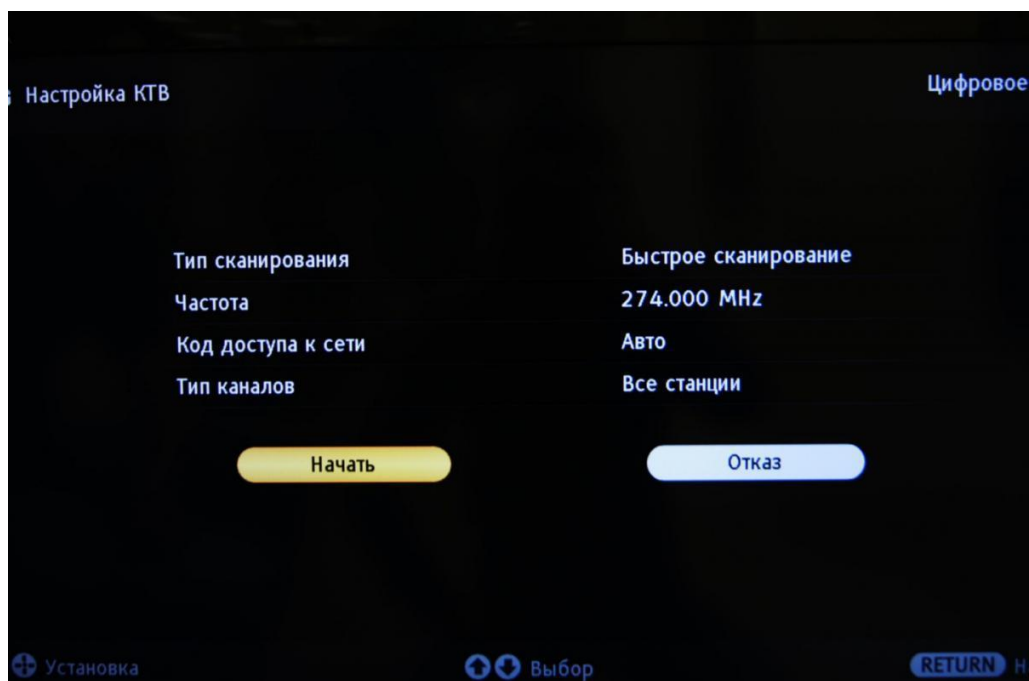 Настройка КТВ
Цифровое
Тип сканирования Быстрое сканирование
Частота 274.000 MHz
Код доступа к сети Авто
Тип каналов Все станции
Начать Отказ
Установка Выбор RETURN Н